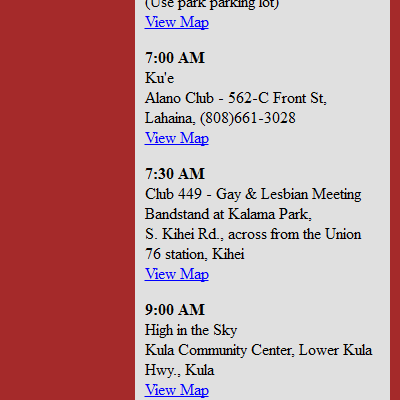 (Use park parking lot)
View Map
7:00 AM
Ku'e
Alano Club - 562-C Front St,
Lahaina, (808)661-3028
View Map
7:30 AM
Club 449 - Gay & Lesbian Meeting
Bandstand at Kalama Park,
S. Kihei Rd., across from the Union
76 station, Kihei
View Map
9:00 AM
High in the Sky
Kula Community Center, Lower Kula
Hwy., Kula
View Map